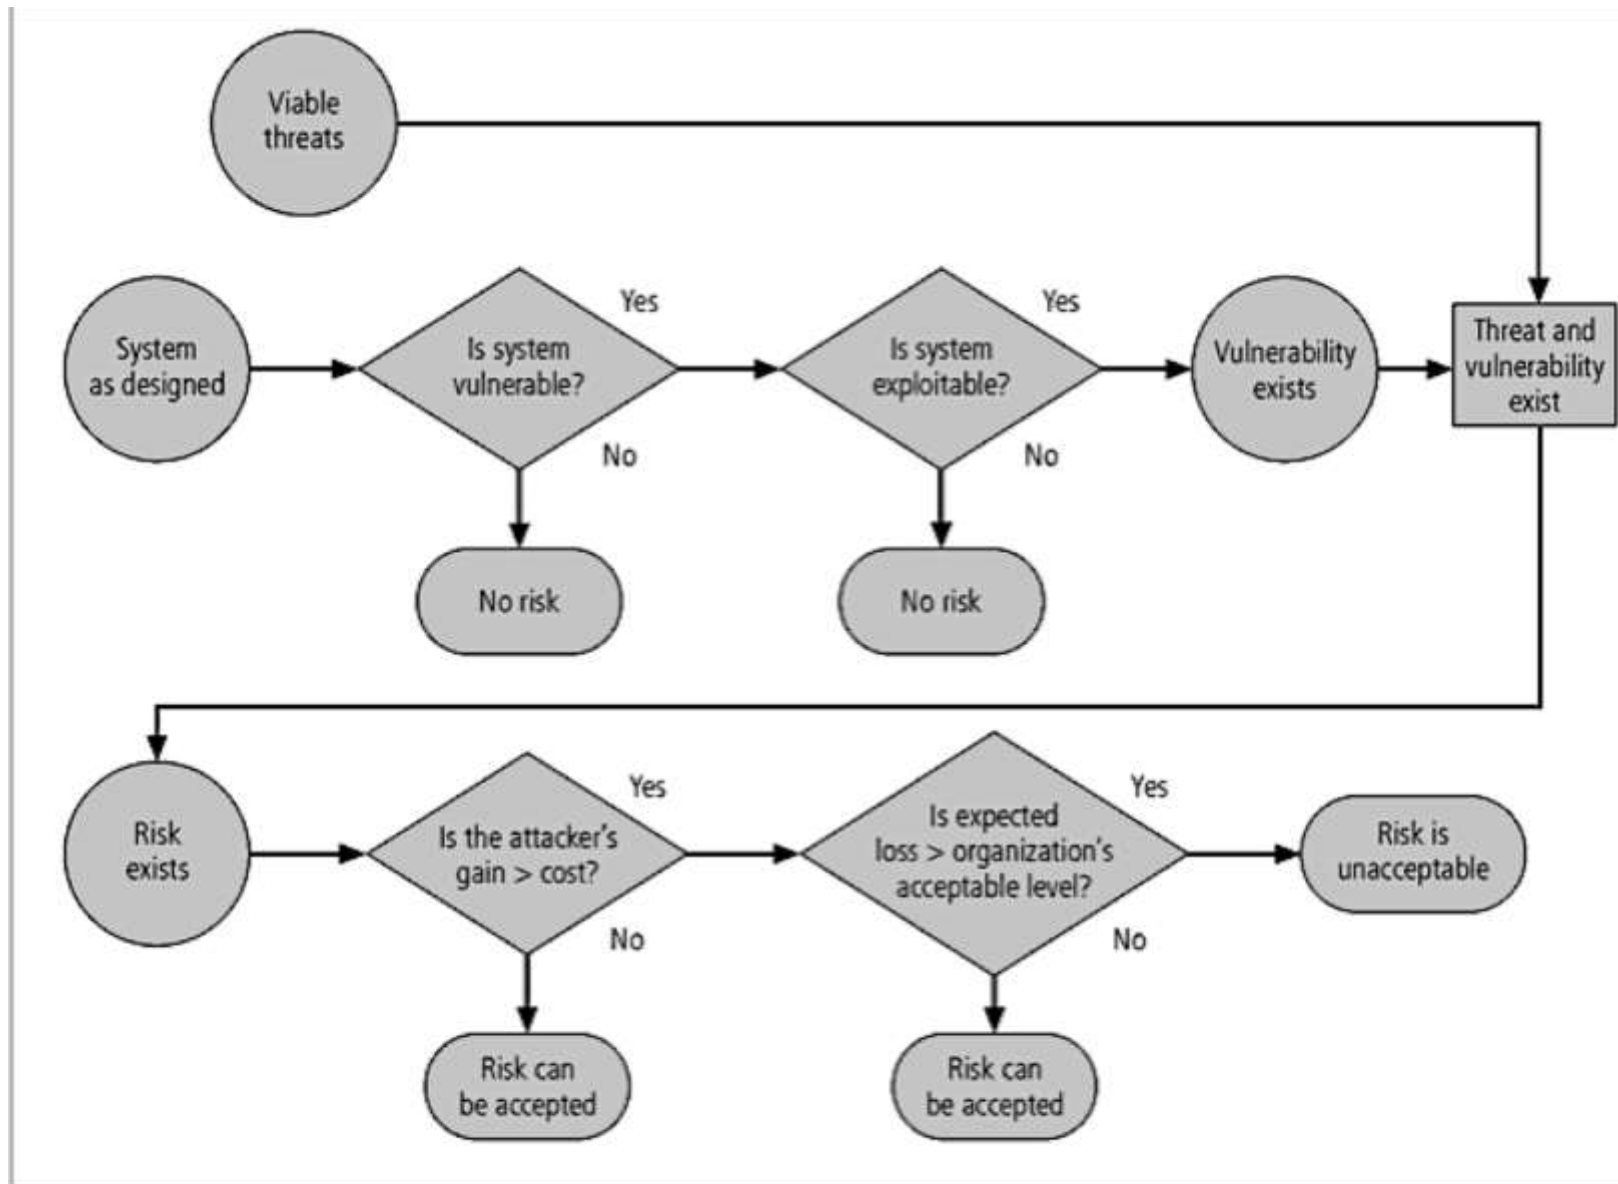 Viable
threats
System
as designed
Is system
vulnerable?
Yes
No
No risk
Is system
exploitable?
Yes
No
No risk
Vulnerability
exists
Threat and
vulnerability
exist
Risk
exists
Is the attacker's
gain > cost?
Yes
No
Risk can
be accepted
Is expected
loss > organization's
acceptable level?
Yes
No
Risk can
be accepted
Risk is
unacceptable